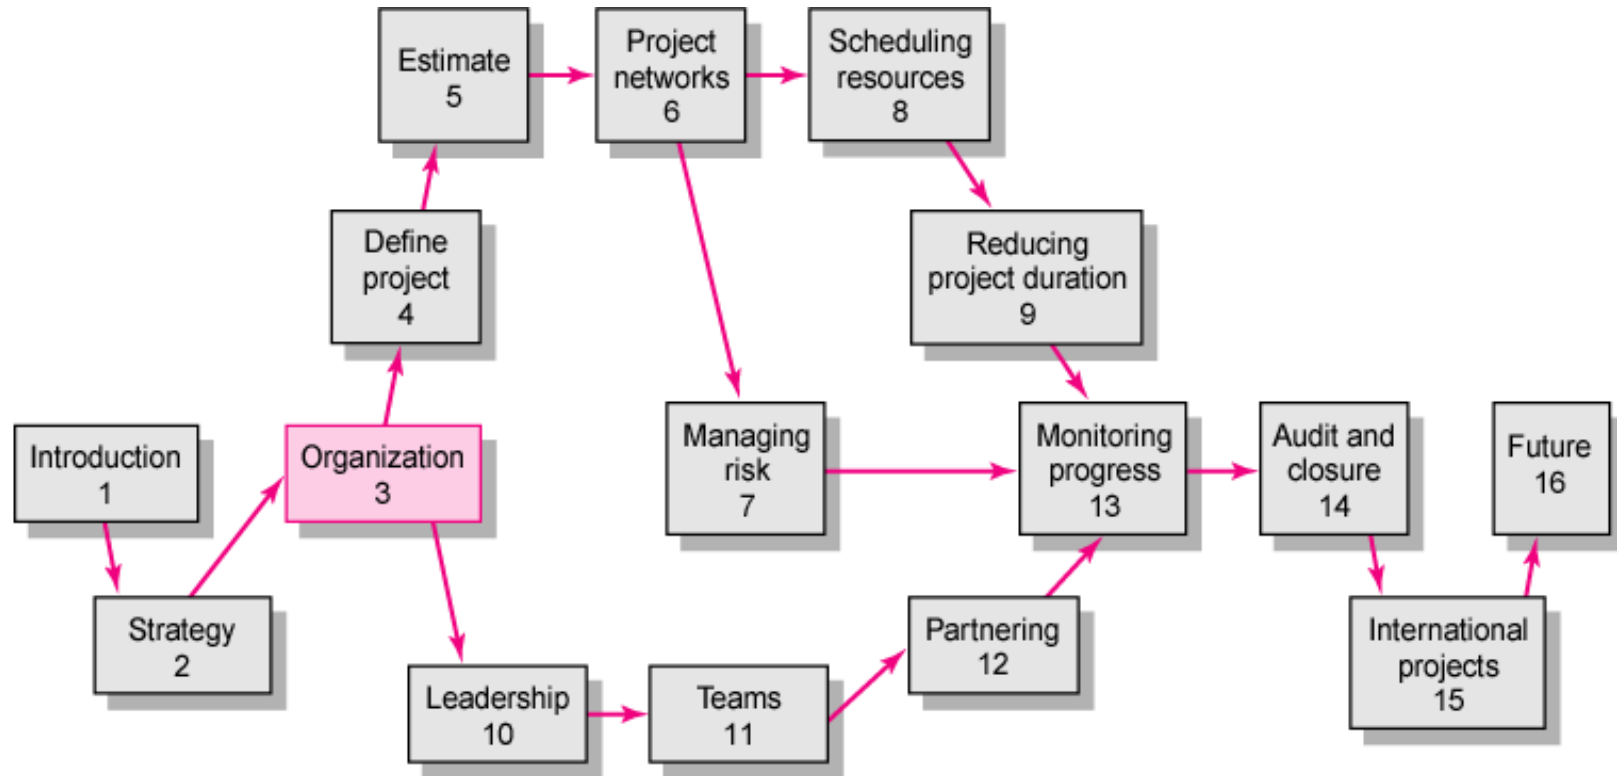 Introduction
1
Strategy
2
Organization
3
Define
project
4
Estimate
5
Project
networks
6
Managing
risk
7
Scheduling
resources
8
Reducing
project duration
9
Leadership
10
Teams
11
Partnering
12
Monitoring
progress
13
Audit and
closure
14
International
projects
15
Future
16